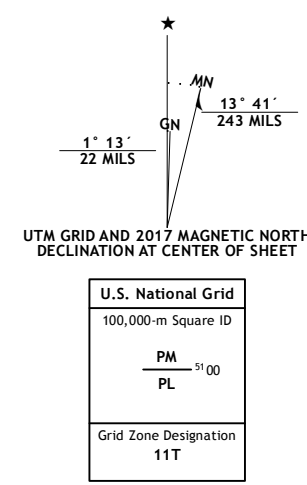 ★
MN
GN
13° 41´
243 MILS
1° 13´
22 MILS
UTM GRID AND 2017 MAGNETIC NORTH
DECLINATION AT CENTER OF SHEET
U.S. National Grid
100,000-m Square ID
PM
5100
PL
Grid Zone Designation
11T